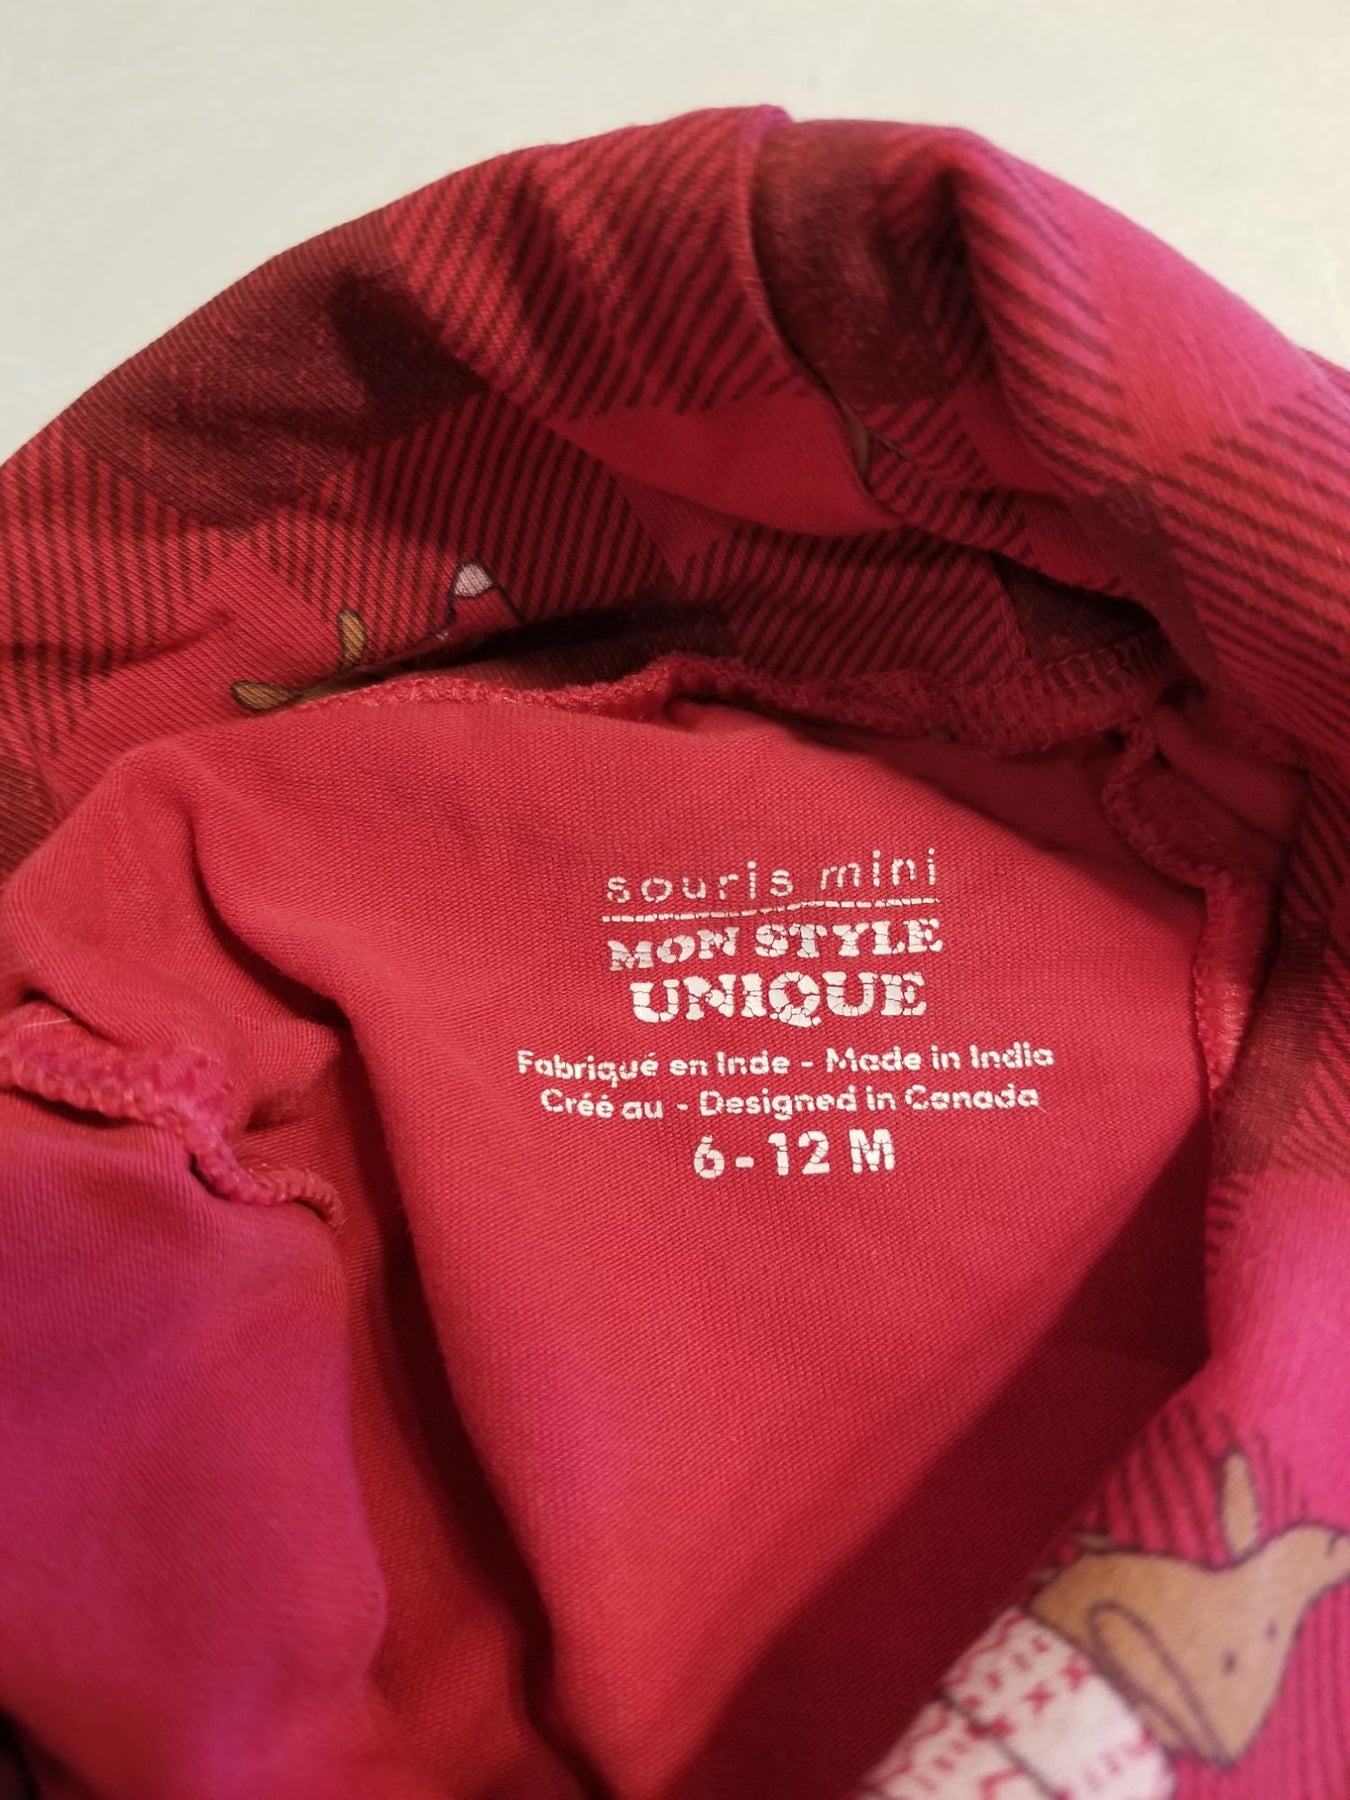 souris mini
MON STYLE
UNIQUE
Fabriqué en Inde - Made in India
Créé au - Designed in Canada
6-12 M